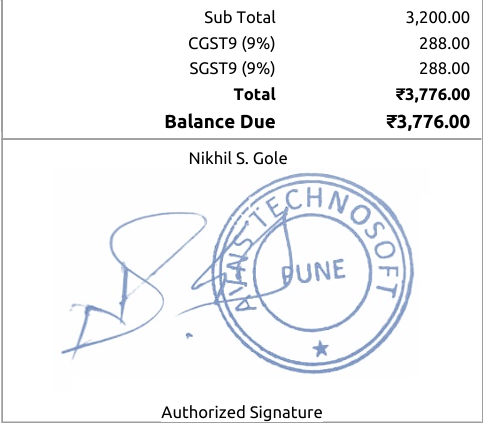 Sub Total 3,200.00
CGST9 (9%) 288.00
SGST9 (9%) 288.00
Total ₹3,776.00
Balance Due ₹3,776.00
Nikhil S. Gole
TECHNOSOFT
PUNE
Authorized Signature